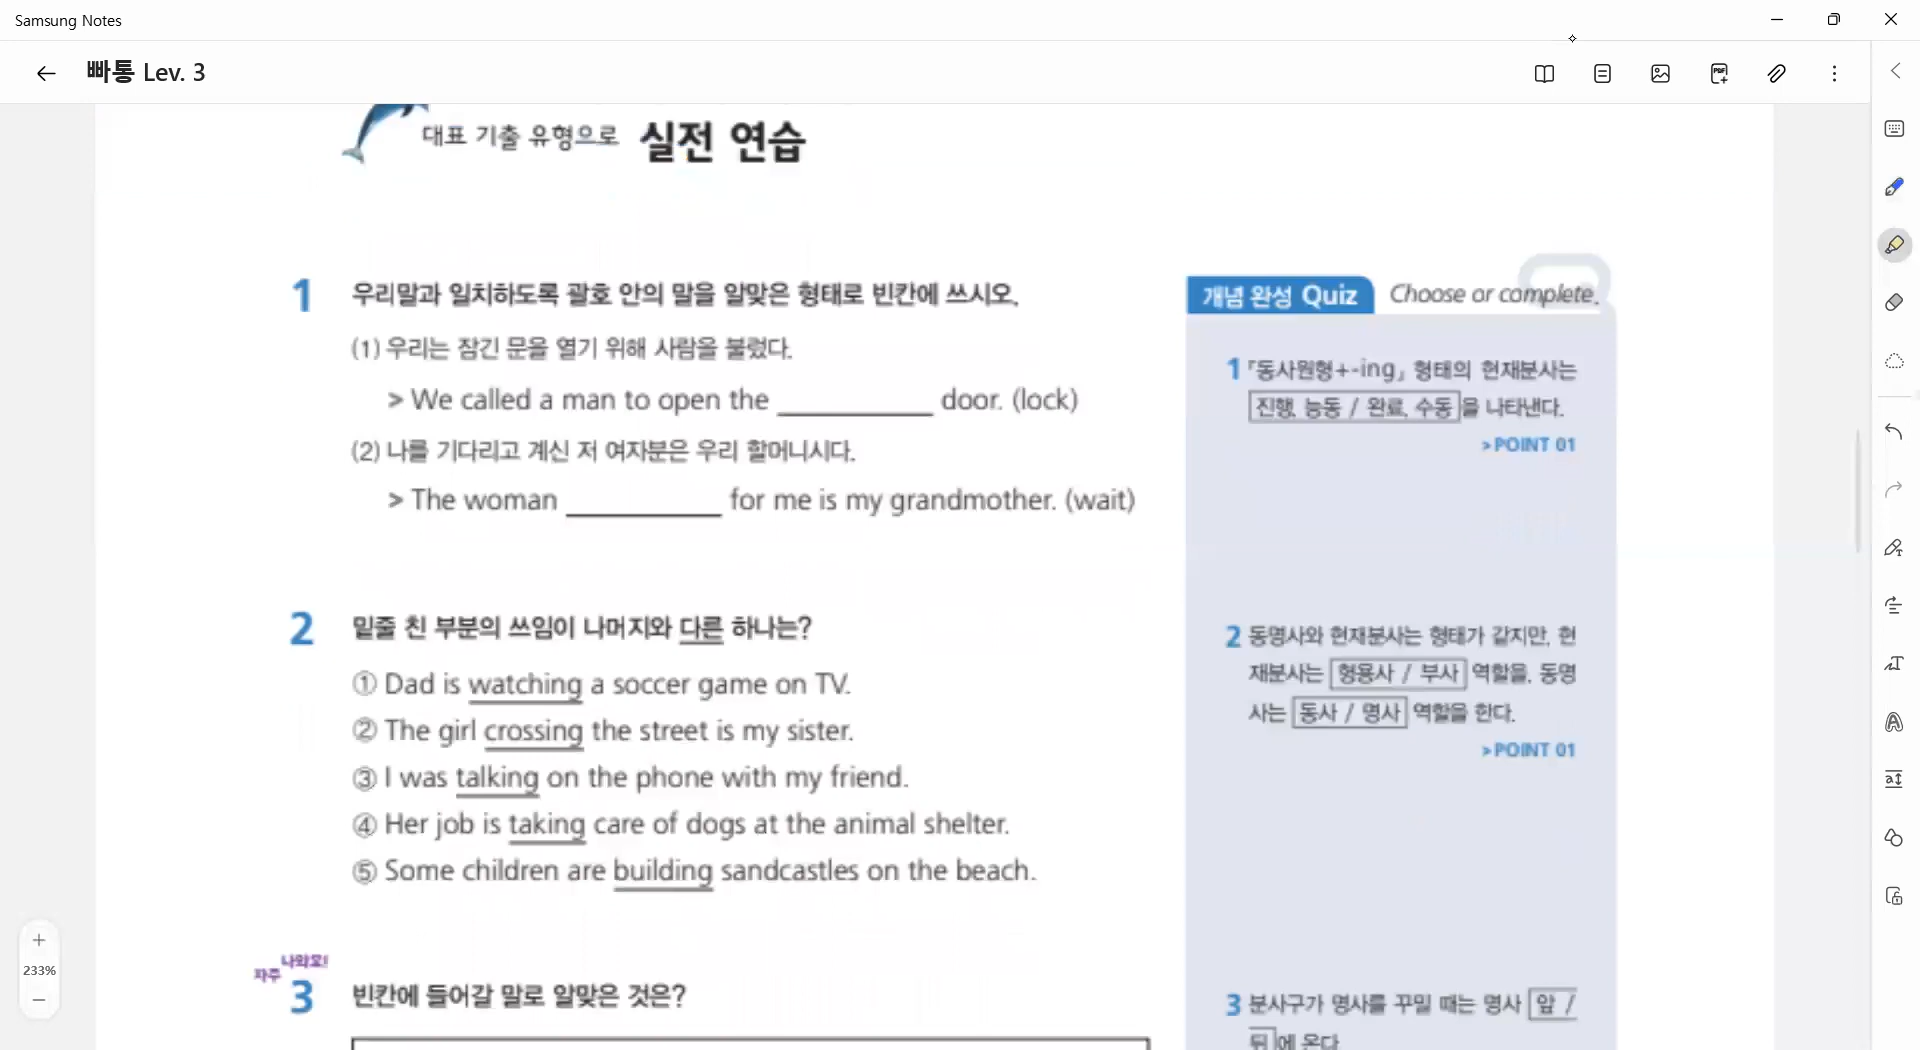 Samsung Notes
빠통 Lev. 3
대표 기출 유형으로 실전 연습
1 우리말과 일치하도록 괄호 안의 말을 알맞은 형태로 빈칸에 쓰시오.
(1) 우리는 잠긴 문을 열기 위해 사람을 불렀다.
> We called a man to open the ____________ door. (lock)
(2) 나를 기다리고 계신 저 여자분은 우리 할머니시다.
> The woman ____________ for me is my grandmother. (wait)
2 밑줄 친 부분의 쓰임이 나머지와 다른 하나는?
① Dad is watching a soccer game on TV.
② The girl crossing the street is my sister.
③ I was talking on the phone with my friend.
④ Her job is taking care of dogs at the animal shelter.
⑤ Some children are building sandcastles on the beach.
자주 나와요!
3 빈칸에 들어갈 말로 알맞은 것은?
개념 완성 Quiz Choose or complete.
1 「동사원형+-ing」 형태의 현재분사는
진행, 능동 / 완료, 수동 을 나타낸다.
>POINT 01
2 동명사와 현재분사는 형태가 같지만, 현
재분사는 형용사 / 부사 역할을, 동명
사는 동사 / 명사 역할을 한다.
>POINT 01
3 분사구가 명사를 꾸밀 때는 명사 앞 /
뒤 에 온다
233%